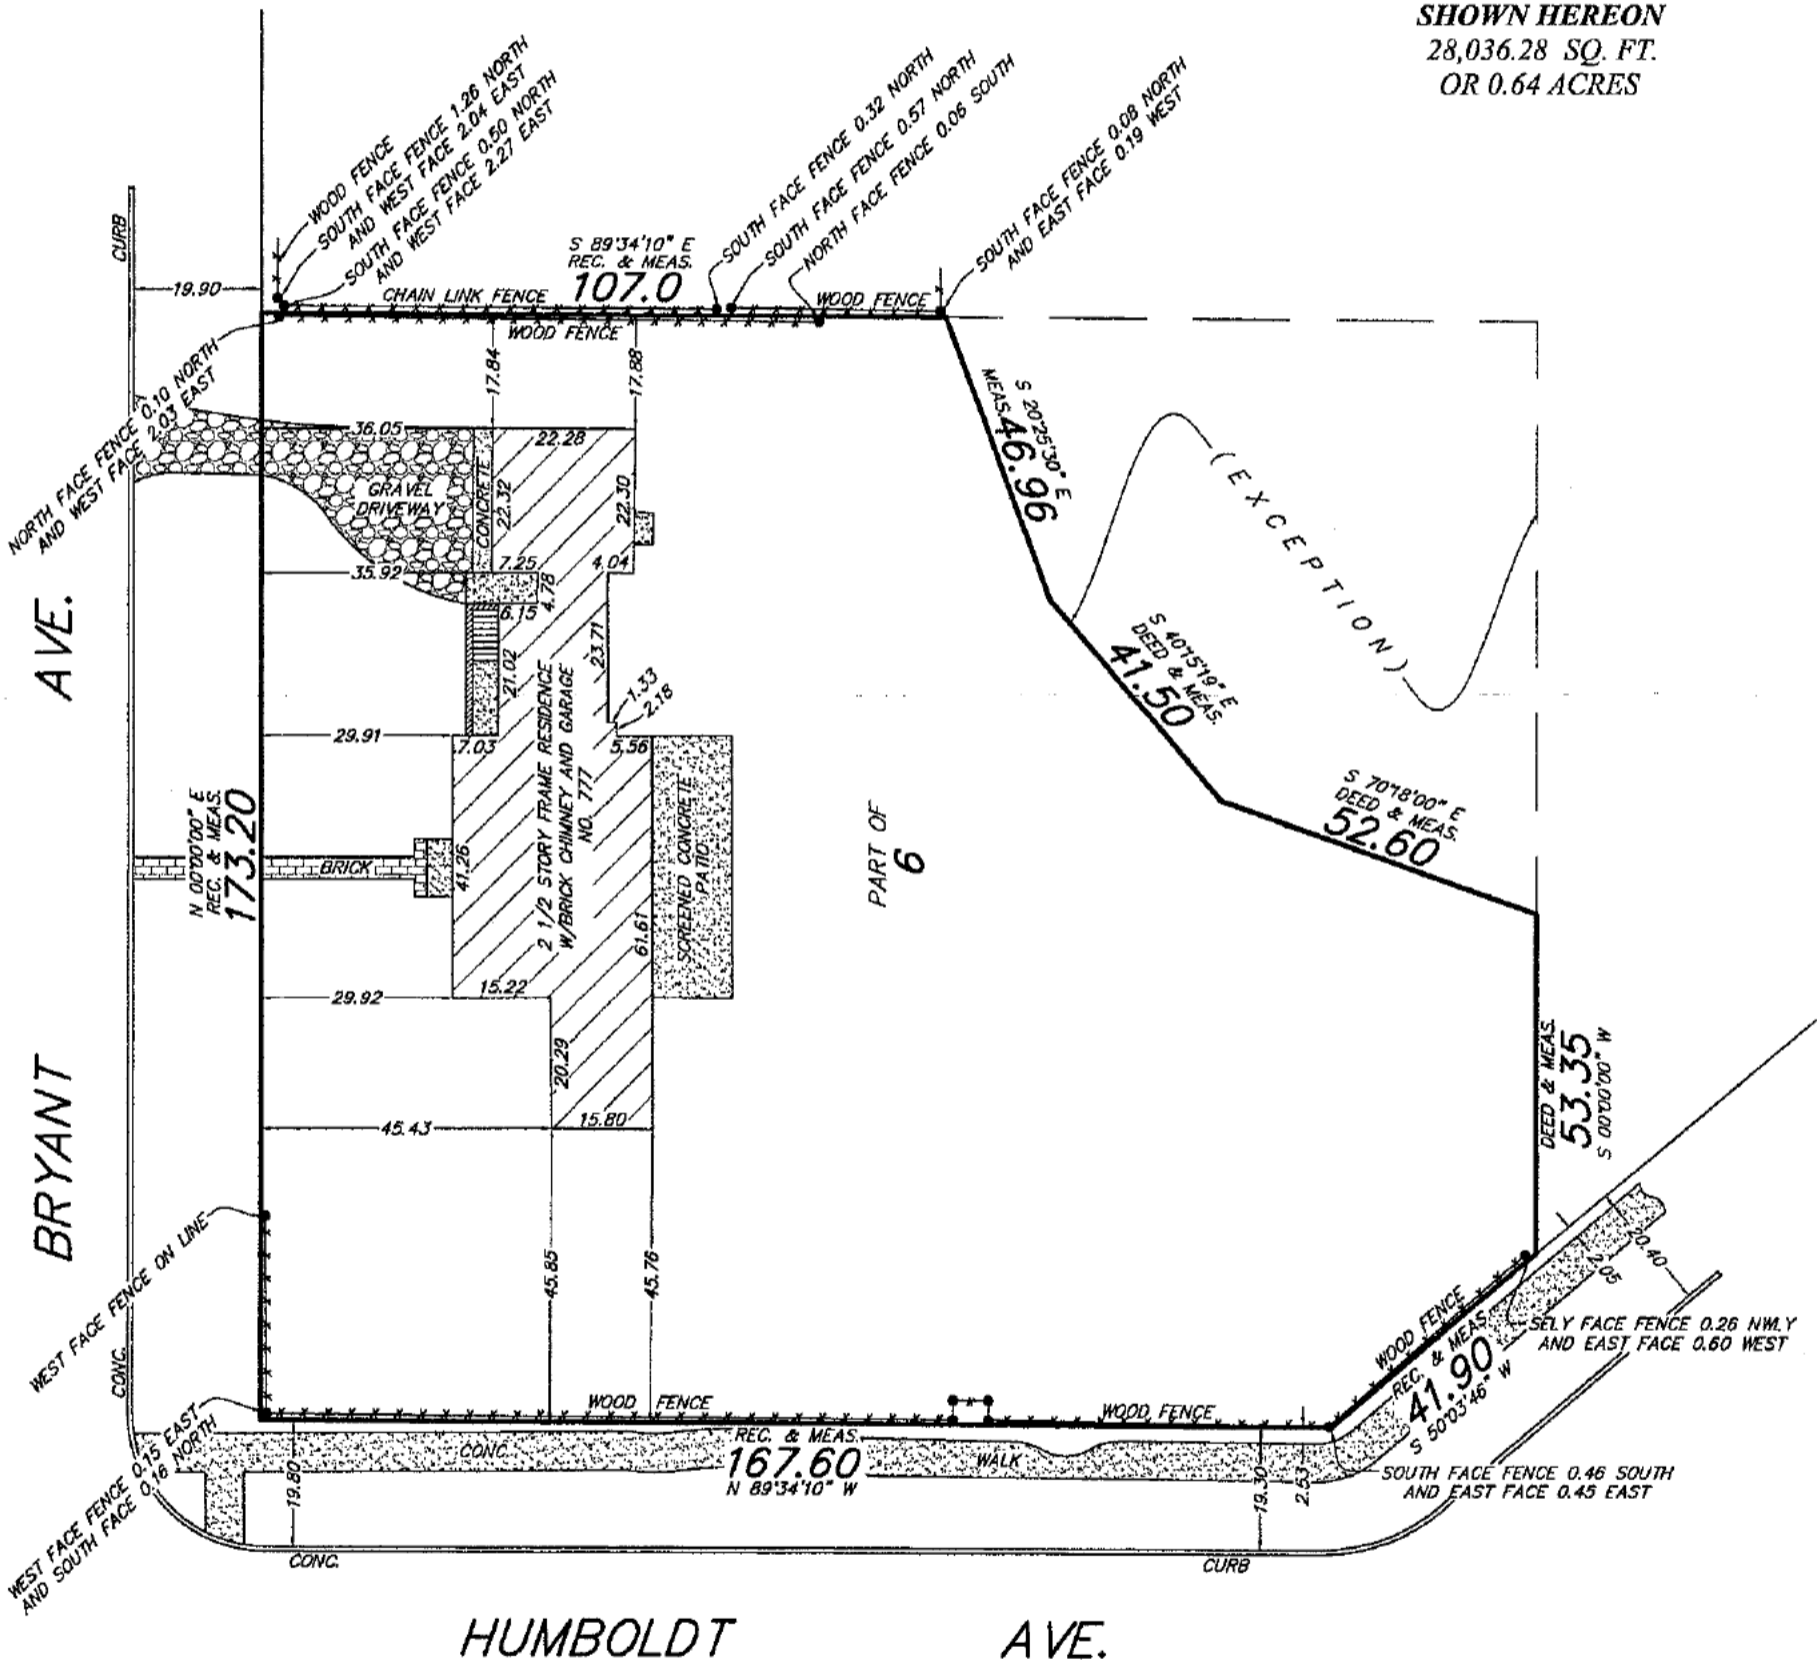 SHOWN HEREON
28,036.28 SQ. FT.
OR 0.64 ACRES
WOOD FENCE
SOUTH FACE FENCE 1.26 NORTH
AND WEST FACE 2.04 EAST
SOUTH FACE FENCE 0.50 NORTH
AND WEST FACE 2.27 EAST
SOUTH FACE FENCE 0.32 NORTH
SOUTH FACE FENCE 0.57 NORTH
NORTH FACE FENCE 0.06 SOUTH
SOUTH FACE FENCE 0.08 NORTH
AND EAST FACE 0.19 WEST
CURB
19.90
S 89°34'10" E
REC. & MEAS.
107.0
CHAIN LINK FENCE
WOOD FENCE
WOOD FENCE
NORTH FACE FENCE 0.10 NORTH
AND WEST FACE 2.03 EAST
17.84
17.88
S 20°25'30" E
MEAS.
46.96
36.05
22.28
GRAVEL
DRIVEWAY
CONCRETE
22.32
22.30
(EXCEPTION)
35.92
7.25
4.04
4.78
6.15
21.02
23.71
S 40°15'19" E
DEED & MEAS.
41.50
1.33
2.18
29.91
7.03
5.56
2 1/2 STORY FRAME RESIDENCE
W/BRICK CHIMNEY AND GARAGE
NO. 777
SCREENED CONCRETE
PATIO
S 70°18'00" E
DEED & MEAS.
52.60
N 00°00'00" E
REC. & MEAS.
173.20
BRICK
41.26
61.61
PART OF
6
29.92
15.22
20.29
DEED & MEAS.
53.35
S 00°00'00" W
45.43
15.80
BRYANT AVE.
WEST FACE FENCE ON LINE
45.85
45.76
20.40
2.05
SELY FACE FENCE 0.26 NWLY
AND EAST FACE 0.60 WEST
WOOD FENCE
REC. & MEAS.
41.90
S 50°03'46" W
CONC.
WOOD FENCE
WOOD FENCE
WEST FACE FENCE 0.15 EAST
AND SOUTH FACE 0.16 NORTH
CONC.
REC. & MEAS.
167.60
N 89°34'10" W
WALK
19.80
19.30
2.53
SOUTH FACE FENCE 0.46 SOUTH
AND EAST FACE 0.45 EAST
CONC.
CURB
HUMBOLDT AVE.